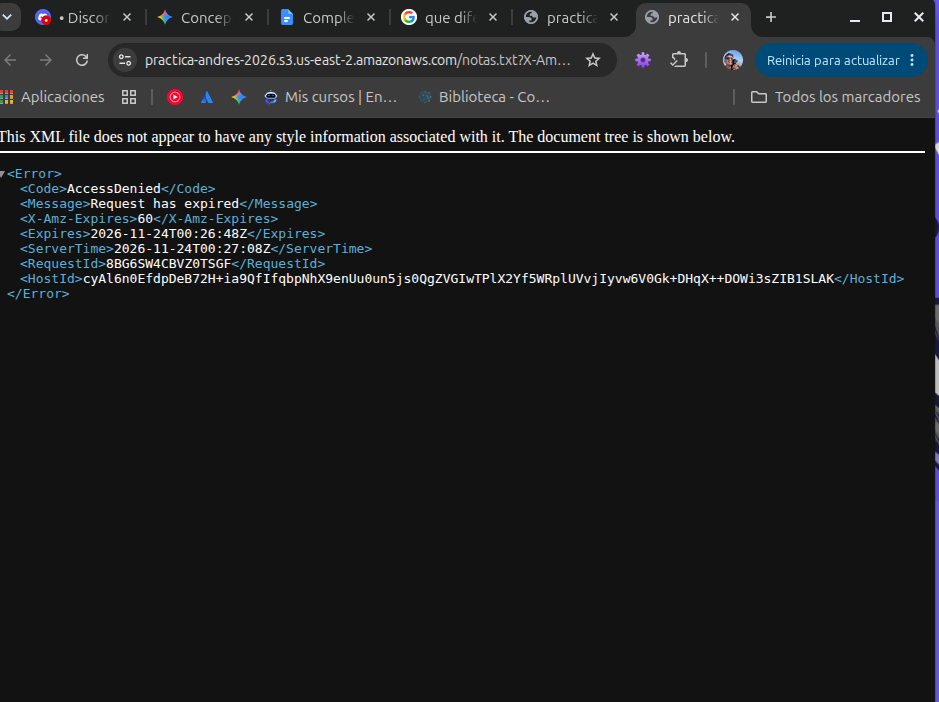 • Discor
Concep
Comple
que dif
practica
practica
practica-andres-2026.s3.us-east-2.amazonaws.com/notas.txt?X-Am...
Reinicia para actualizar
Aplicaciones
Mis cursos | En...
Biblioteca - Co...
Todos los marcadores
This XML file does not appear to have any style information associated with it. The document tree is shown below.
<Error>
<Code>AccessDenied</Code>
<Message>Request has expired</Message>
<X-Amz-Expires>60</X-Amz-Expires>
<Expires>2026-11-24T00:26:48Z</Expires>
<ServerTime>2026-11-24T00:27:08Z</ServerTime>
<RequestId>8BG6SW4CBVZ0TSGF</RequestId>
<HostId>cyAl6n0EfdpDeB72H+ia9QfIfqbpNhX9enUu0un5js0QgZVGIwTPlX2Yf5WRplUVvjIyvw6V0Gk+DHqX++DOWi3sZIB1SLAK</HostId>
</Error>